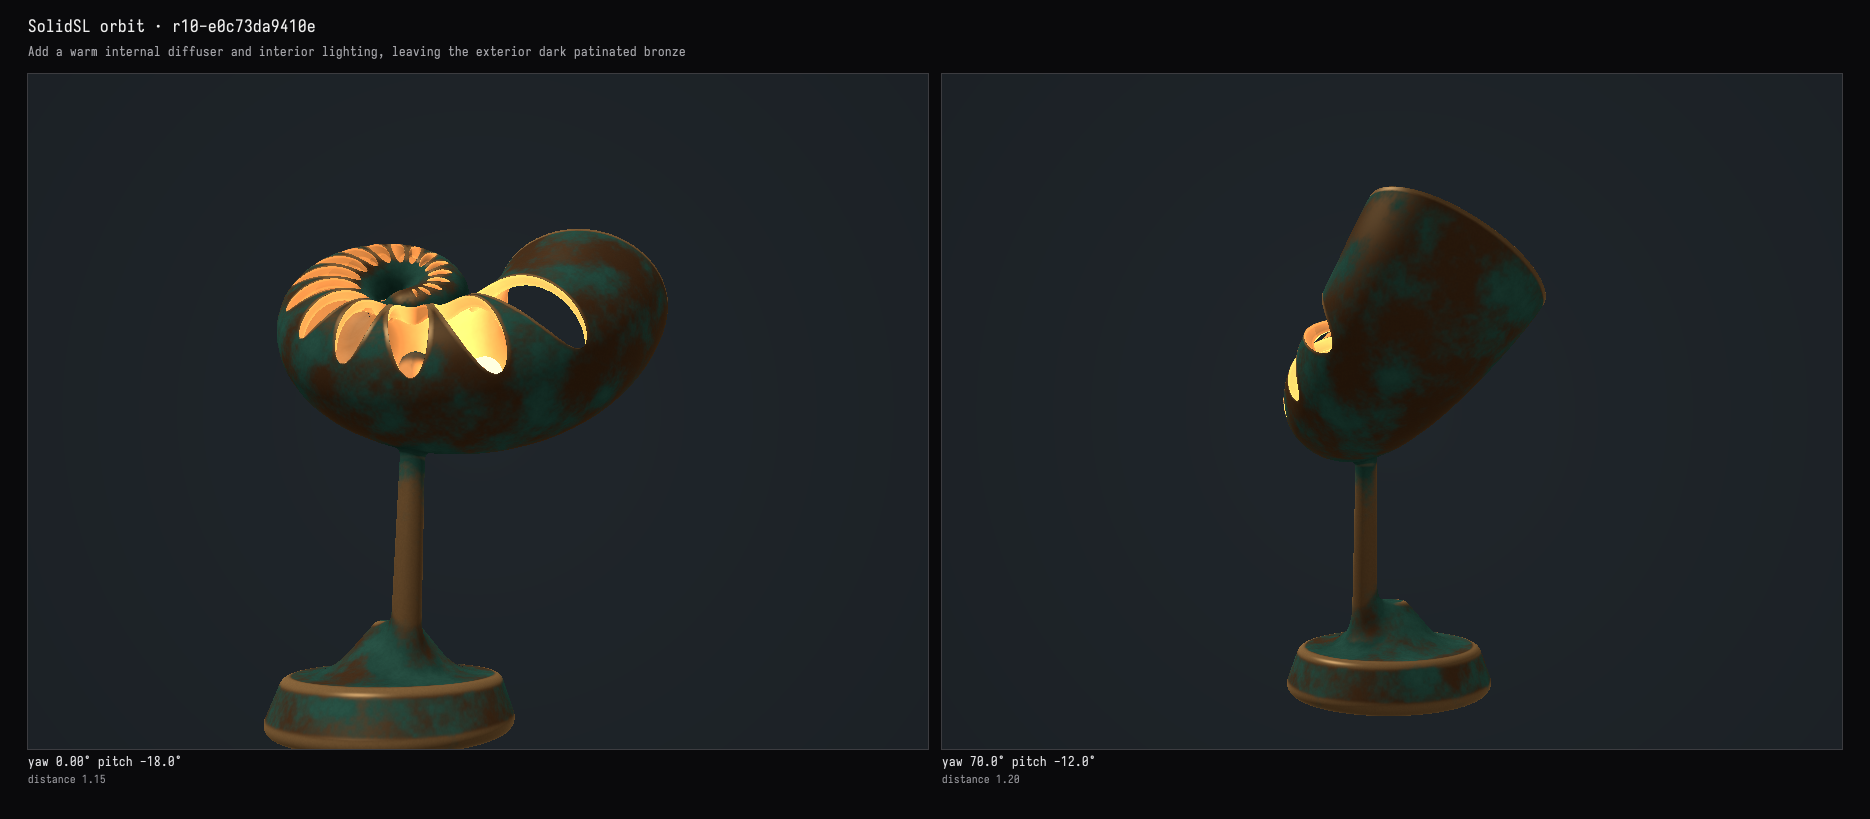 SolidSL orbit · r10-e0c73da9410e
Add a warm internal diffuser and interior lighting, leaving the exterior dark patinated bronze
yaw 0.00° pitch -18.0°
distance 1.15
yaw 70.0° pitch -12.0°
distance 1.20